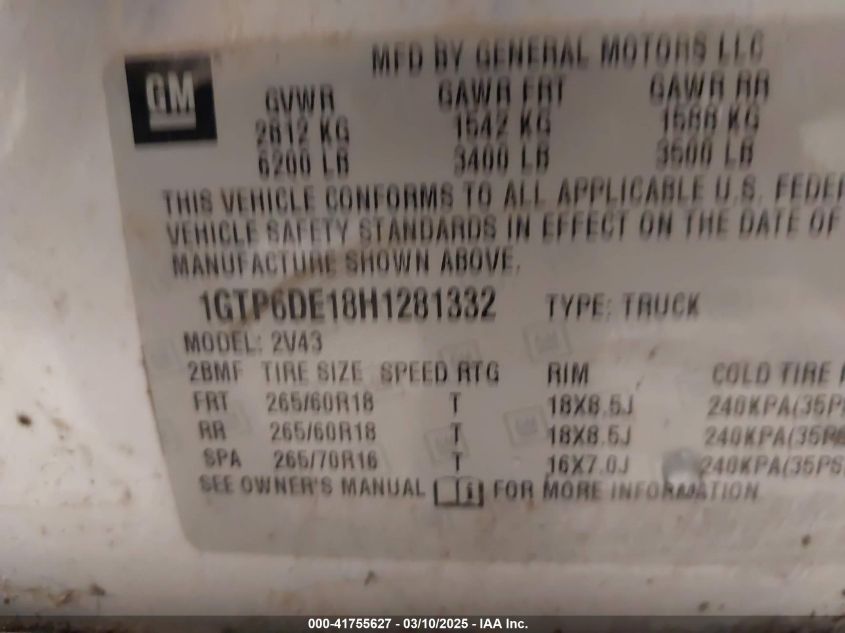 MFD BY GENERAL MOTORS LLC
GM
GVWR GAWR FRT GAWR RR
2812 KG 1542 KG 1588 KG
6200 LB 3400 LB 3500 LB
THIS VEHICLE CONFORMS TO ALL APPLICABLE U.S. FEDER
VEHICLE SAFETY STANDARDS IN EFFECT ON THE DATE OF
MANUFACTURE SHOWN ABOVE.
1GTP6DE18H1281332 TYPE: TRUCK
MODEL: 2V43
2BMF TIRE SIZE SPEED RTG RIM COLD TIRE
FRT 265/60R18 T 18X8.5J 240KPA(35PS
RR 265/60R18 T 18X8.5J 240KPA(35PS
SPA 265/70R16 T 16X7.0J 240KPA(35PS
SEE OWNER'S MANUAL FOR MORE INFORMATION
000-41755627 - 03/10/2025 - IAA Inc.